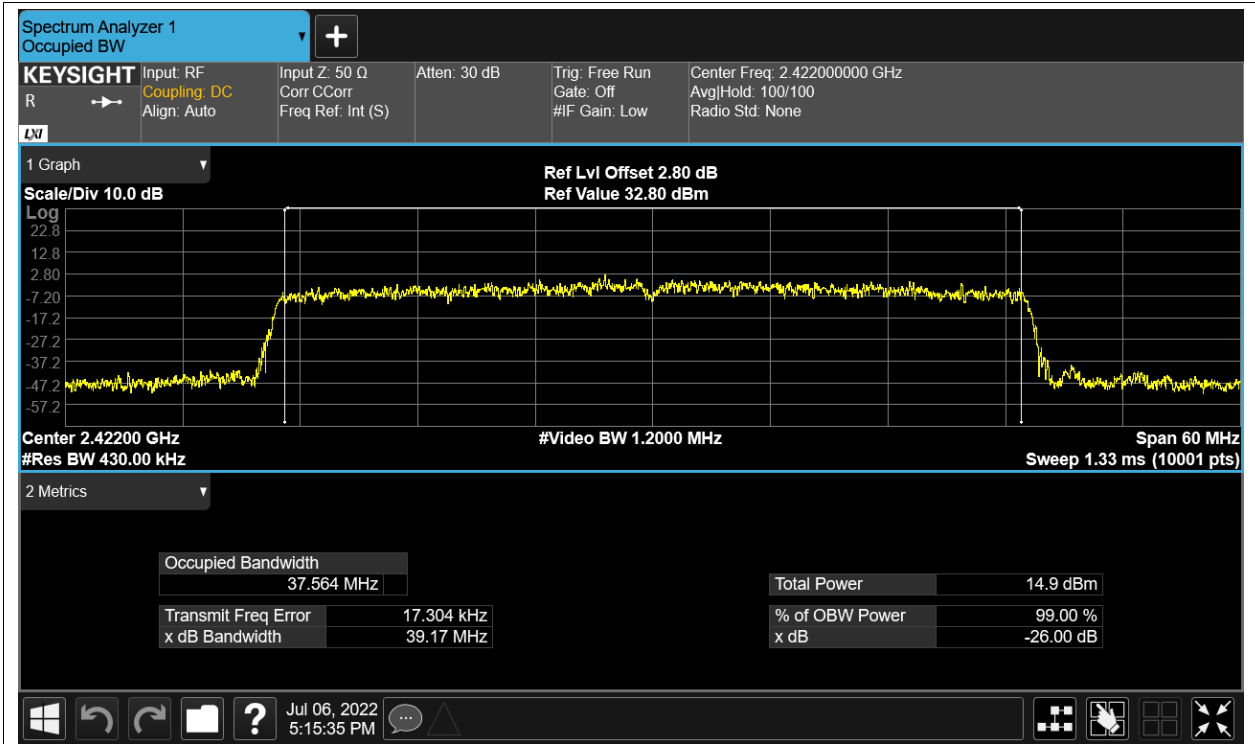 Spectrum Analyzer 1
Occupied BW
KEYSIGHT
R
LXI
Input: RF
Coupling: DC
Align: Auto
Input Z: 50 Ω
Corr CCorr
Freq Ref: Int (S)
Atten: 30 dB
Trig: Free Run
Gate: Off
#IF Gain: Low
Center Freq: 2.422000000 GHz
Avg|Hold: 100/100
Radio Std: None
1 Graph
Scale/Div 10.0 dB
Ref Lvl Offset 2.80 dB
Ref Value 32.80 dBm
Log
22.8
12.8
2.80
-7.20
-17.2
-27.2
-37.2
-47.2
-57.2
Center 2.42200 GHz
#Res BW 430.00 kHz
#Video BW 1.2000 MHz
Span 60 MHz
Sweep 1.33 ms (10001 pts)
2 Metrics
Occupied Bandwidth
37.564 MHz
Transmit Freq Error 17.304 kHz
x dB Bandwidth 39.17 MHz
Total Power 14.9 dBm
% of OBW Power 99.00 %
x dB -26.00 dB
?
Jul 06, 2022
5:15:35 PM